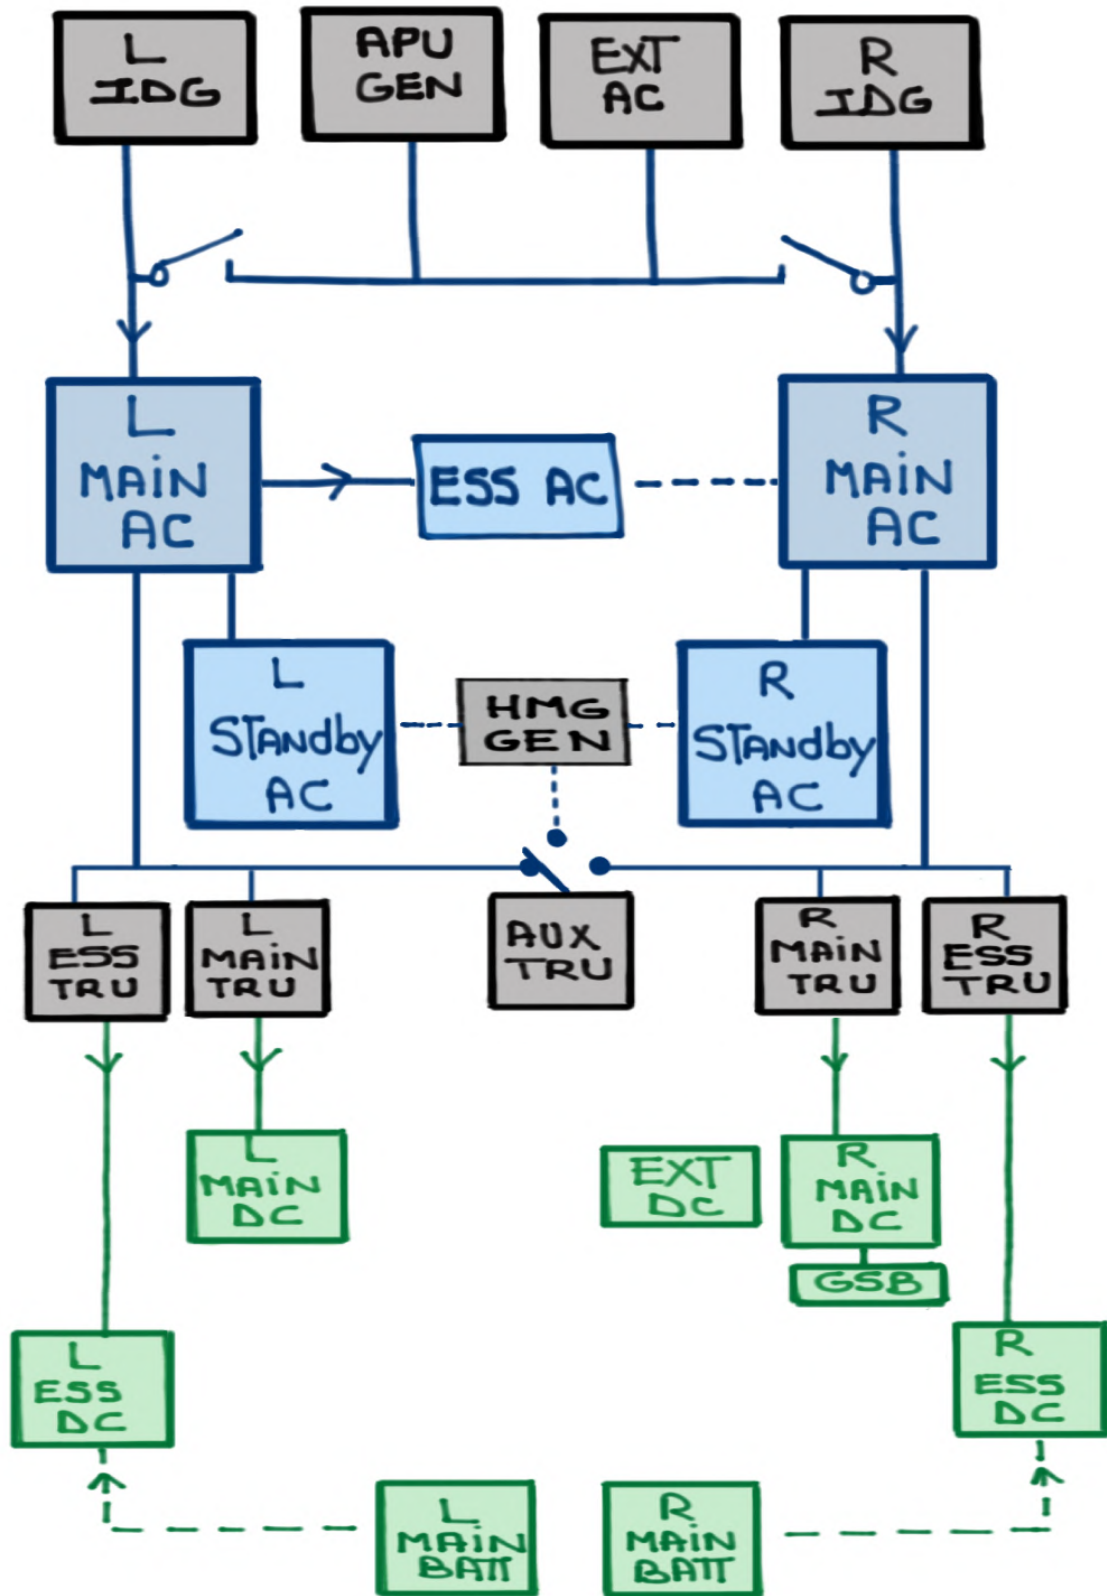 L
IDG
APU
GEN
EXT
AC
R
IDG
L
MAIN
AC
ESS AC
R
MAIN
AC
L
STANdby
AC
HMG
GEN
R
STANdby
AC
L
ESS
TRU
L
MAIN
TRU
AUX
TRU
R
MAIN
TRU
R
ESS
TRU
L
MAIN
DC
EXT
DC
R
MAIN
DC
GSB
L
ESS
DC
R
ESS
DC
L
MAIN
BATT
R
MAIN
BATT